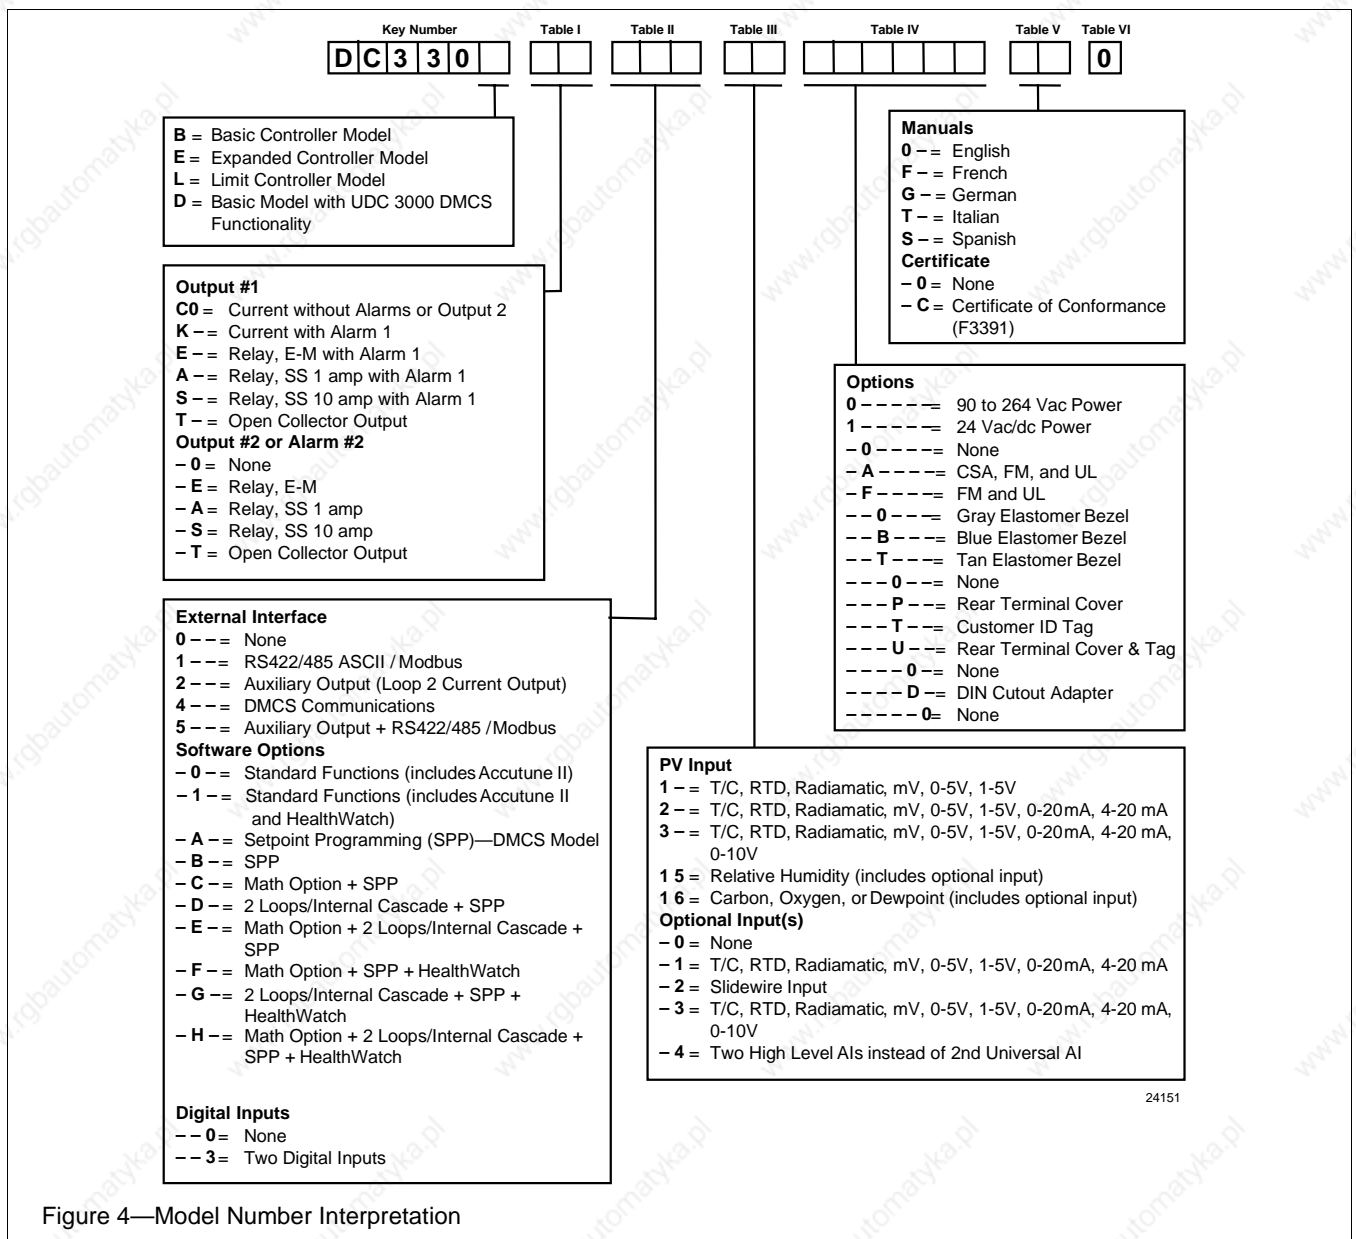 Key Number Table I Table II Table III Table IV Table V Table VI
D C 3 3 0 0
B = Basic Controller Model
E = Expanded Controller Model
L = Limit Controller Model
D = Basic Model with UDC 3000 DMCS
Functionality
Output #1
C0 = Current without Alarms or Output 2
K – = Current with Alarm 1
E – = Relay, E-M with Alarm 1
A – = Relay, SS 1 amp with Alarm 1
S – = Relay, SS 10 amp with Alarm 1
T – = Open Collector Output
Output #2 or Alarm #2
– 0 = None
– E = Relay, E-M
– A = Relay, SS 1 amp
– S = Relay, SS 10 amp
– T = Open Collector Output
External Interface
0 – – = None
1 – – = RS422/485 ASCII / Modbus
2 – – = Auxiliary Output (Loop 2 Current Output)
4 – – = DMCS Communications
5 – – = Auxiliary Output + RS422/485 /Modbus
Software Options
– 0 – = Standard Functions (includes Accutune II)
– 1 – = Standard Functions (includes Accutune II
and HealthWatch)
– A – = Setpoint Programming (SPP)—DMCS Model
– B – = SPP
– C – = Math Option + SPP
– D – = 2 Loops/Internal Cascade + SPP
– E – = Math Option + 2 Loops/Internal Cascade +
SPP
– F – = Math Option + SPP + HealthWatch
– G – = 2 Loops/Internal Cascade + SPP +
HealthWatch
– H – = Math Option + 2 Loops/Internal Cascade +
SPP + HealthWatch
Digital Inputs
– – 0 = None
– – 3 = Two Digital Inputs
Manuals
0 – = English
F – = French
G – = German
T – = Italian
S – = Spanish
Certificate
– 0 = None
– C = Certificate of Conformance
(F3391)
Options
0 – – – – – = 90 to 264 Vac Power
1 – – – – – = 24 Vac/dc Power
– 0 – – – – = None
– A – – – – = CSA, FM, and UL
– F – – – – = FM and UL
– – 0 – – – = Gray Elastomer Bezel
– – B – – – = Blue Elastomer Bezel
– – T – – – = Tan Elastomer Bezel
– – – 0 – – = None
– – – P – – = Rear Terminal Cover
– – – T – – = Customer ID Tag
– – – U – – = Rear Terminal Cover & Tag
– – – – 0 – = None
– – – – D – = DIN Cutout Adapter
– – – – – 0 = None
PV Input
1 – = T/C, RTD, Radiamatic, mV, 0-5V, 1-5V
2 – = T/C, RTD, Radiamatic, mV, 0-5V, 1-5V, 0-20mA, 4-20 mA
3 – = T/C, RTD, Radiamatic, mV, 0-5V, 1-5V, 0-20mA, 4-20 mA,
0-10V
1 5 = Relative Humidity (includes optional input)
1 6 = Carbon, Oxygen, or Dewpoint (includes optional input)
Optional Input(s)
– 0 = None
– 1 = T/C, RTD, Radiamatic, mV, 0-5V, 1-5V, 0-20mA, 4-20 mA
– 2 = Slidewire Input
– 3 = T/C, RTD, Radiamatic, mV, 0-5V, 1-5V, 0-20mA, 4-20 mA,
0-10V
– 4 = Two High Level AIs instead of 2nd Universal AI
24151
Figure 4—Model Number Interpretation
www.rgbautomatyka.pl